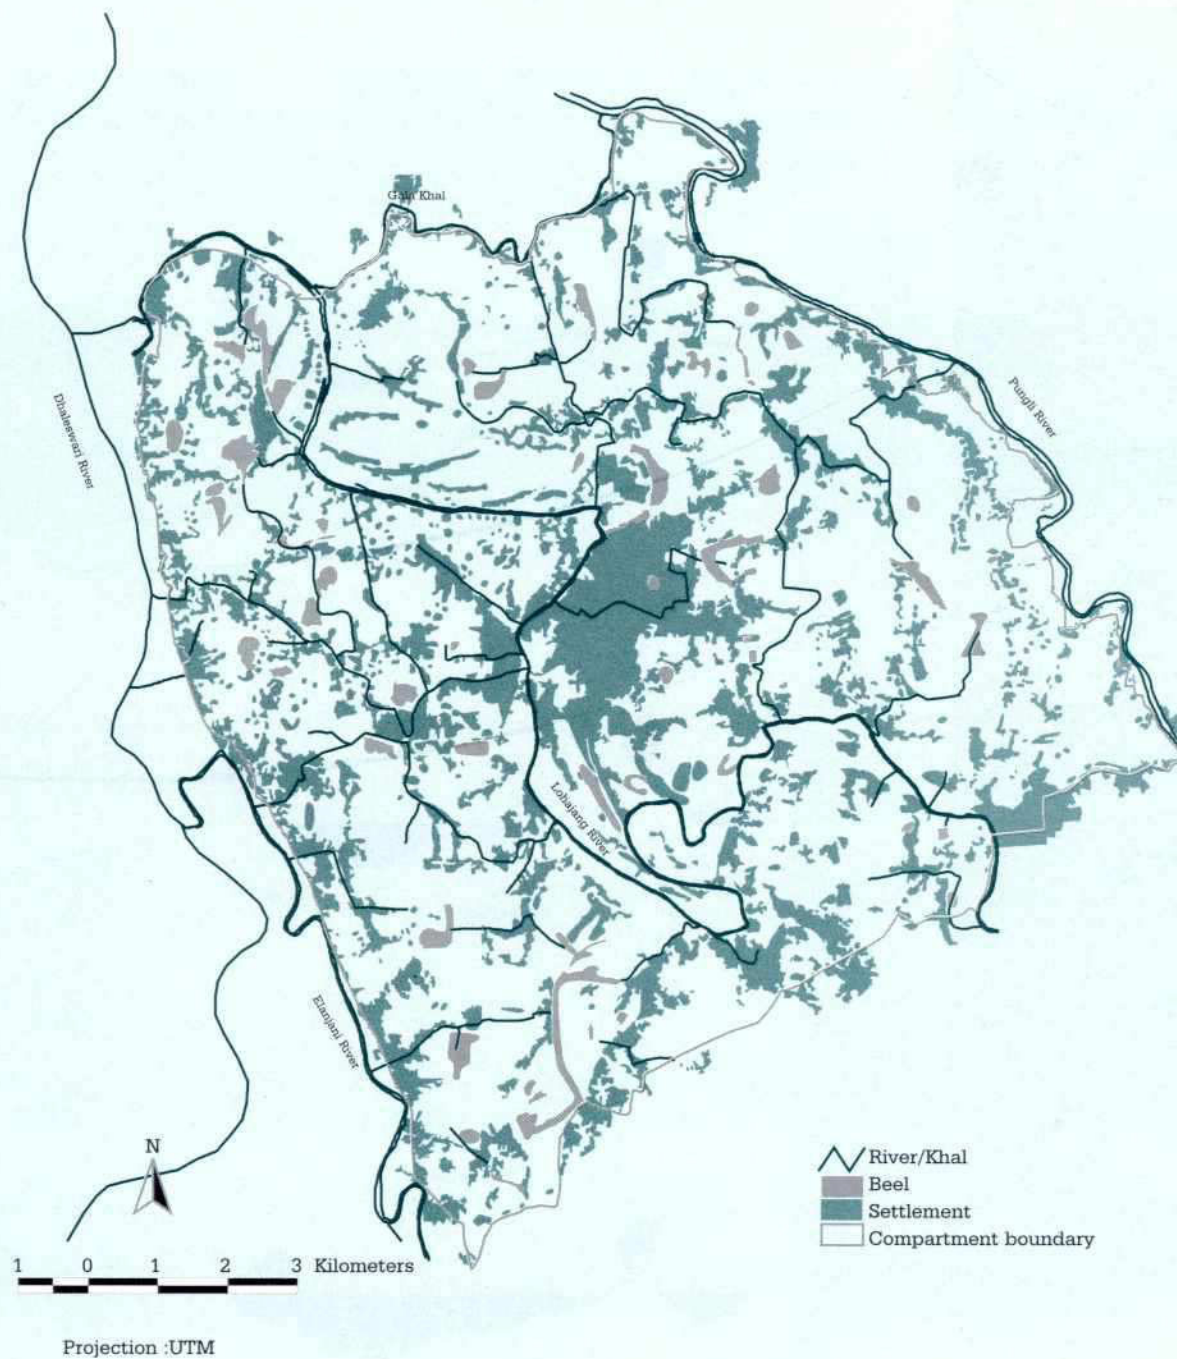 Gala Khal
Dhaleswari River
Pungli River
Lohajang River
Elanjani River
N
River/Khal
Beel
Settlement
Compartment boundary
1 0 1 2 3 Kilometers
Projection :UTM